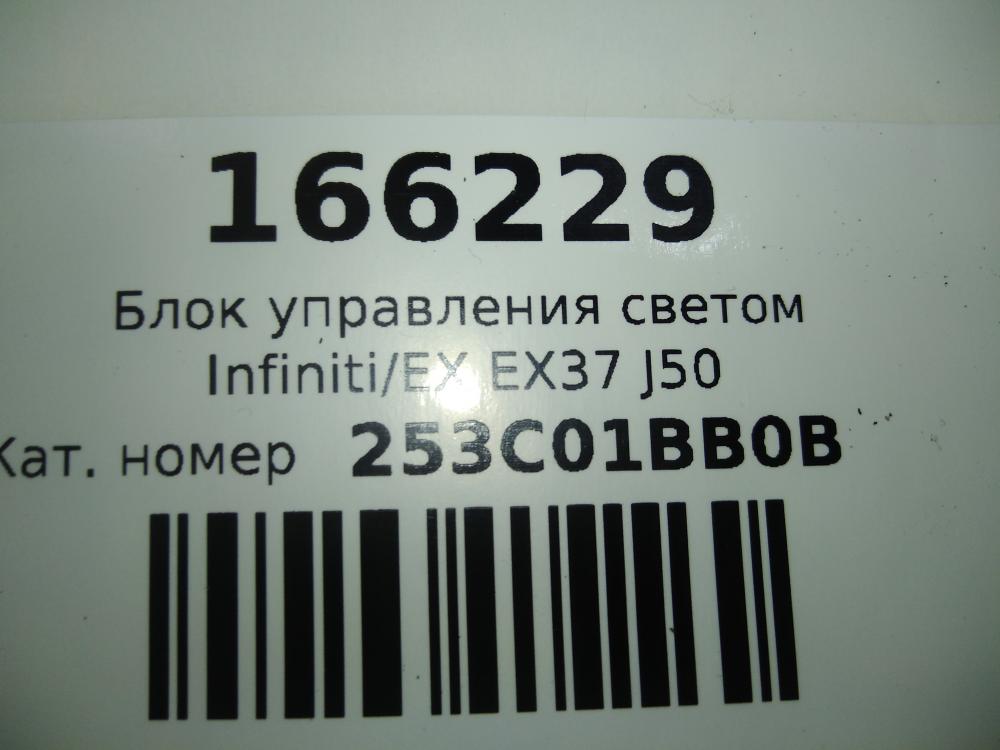 166229
Блок управления светом
Infiniti/EX EX37 J50
Кат. номер 253C01BB0B